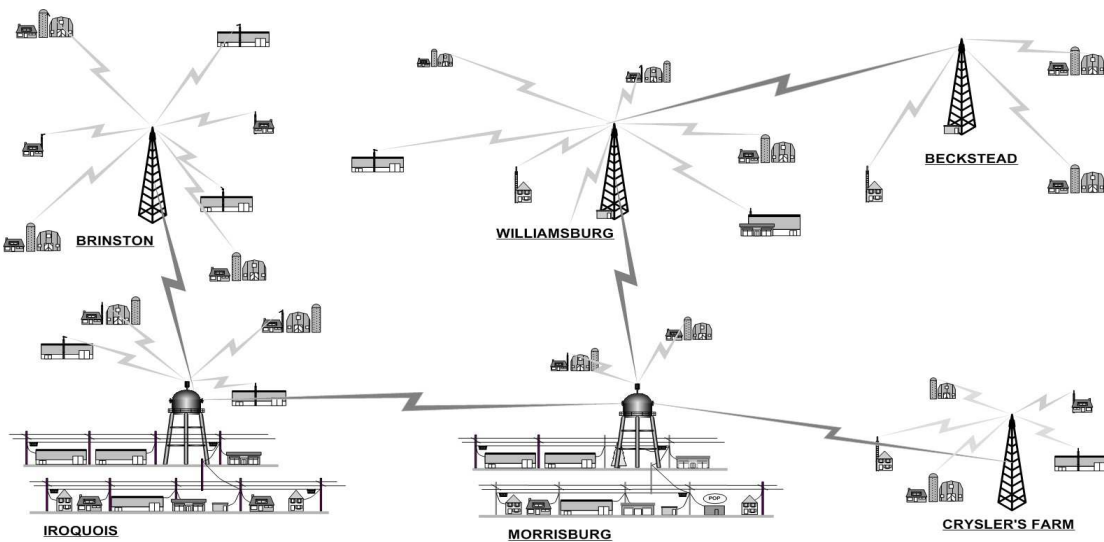 BECKSTEAD
BRINSTON
WILLIAMSBURG
POP
IROQUOIS
MORRISBURG
CRYSLER'S FARM